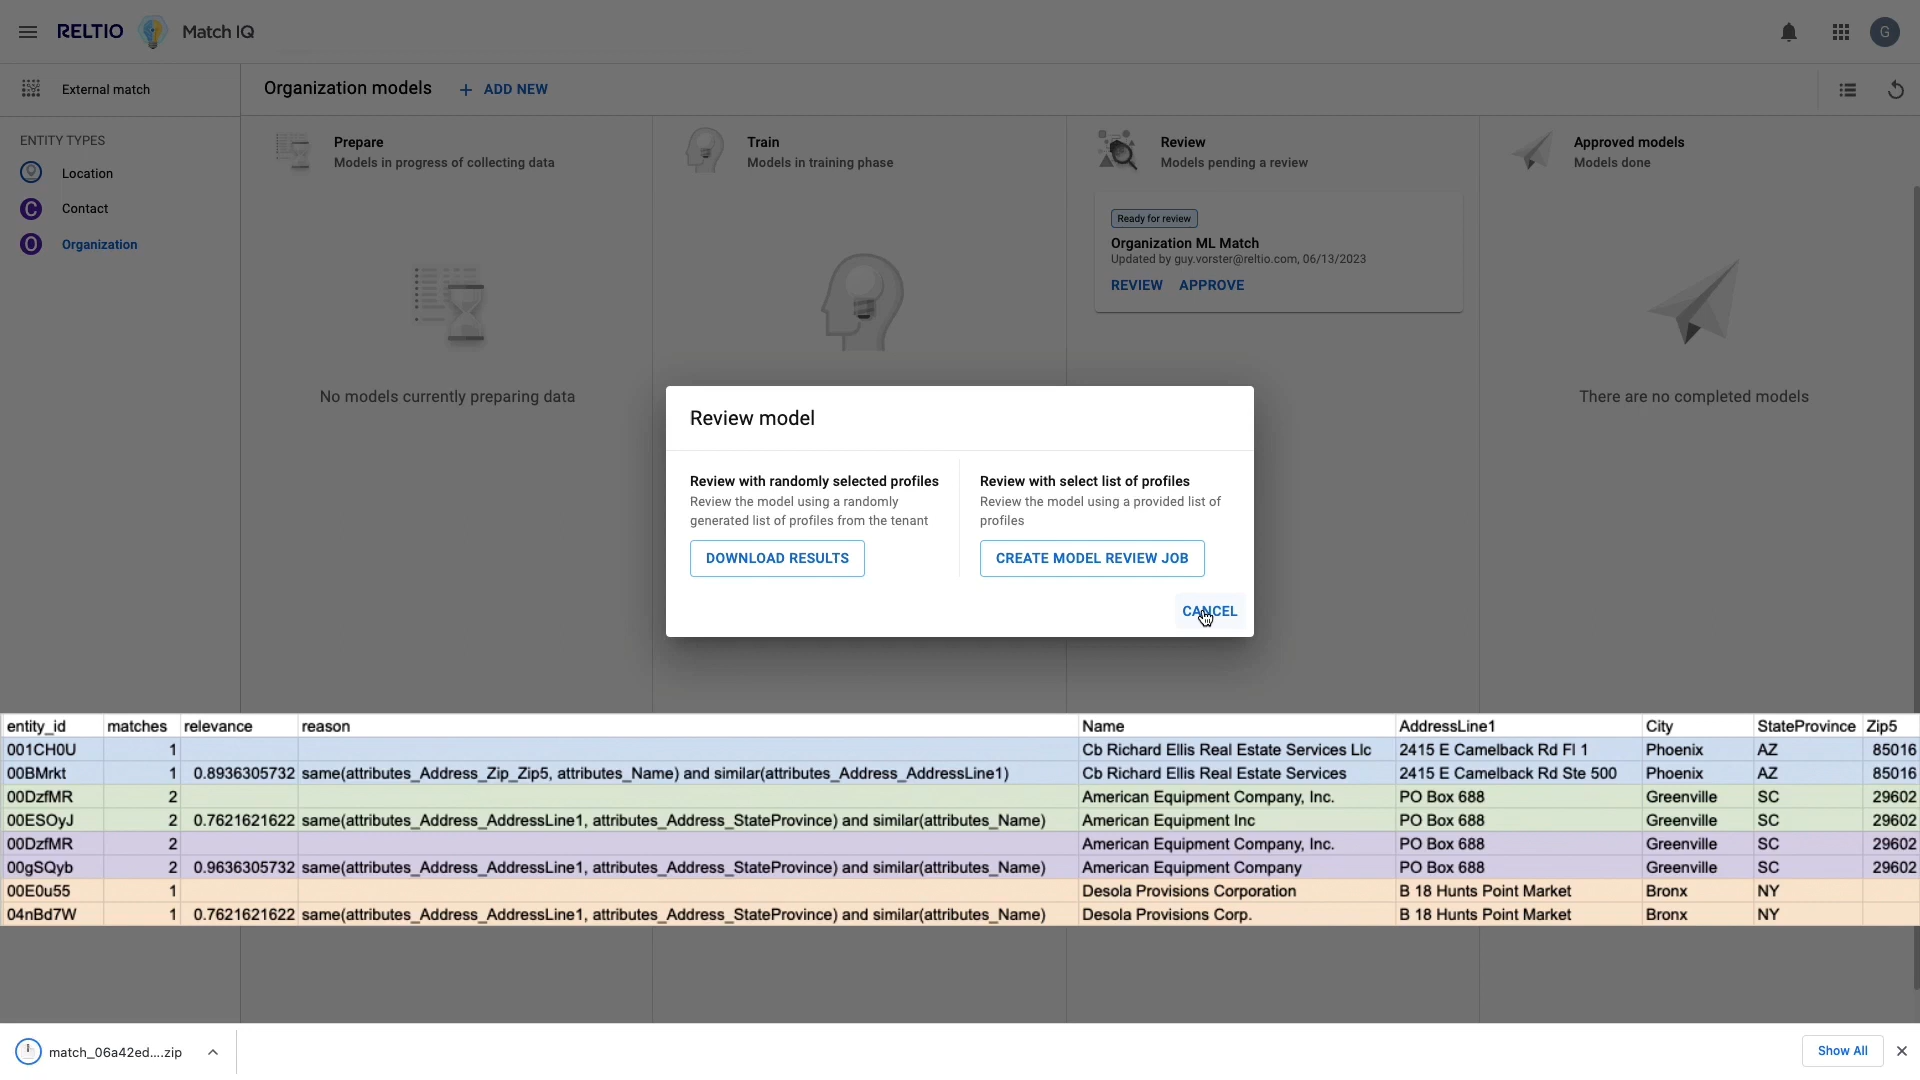 RELTIO Match IQ G
External match
Organization models + ADD NEW
ENTITY TYPES
Location
Contact
Organization
Prepare
Models in progress of collecting data
Train
Models in training phase
Review
Models pending a review
Approved models
Models done
Ready for review
Organization ML Match
Updated by guy.vorster@reltio.com, 06/13/2023
REVIEW APPROVE
No models currently preparing data
There are no completed models
Review model
Review with randomly selected profiles
Review the model using a randomly
generated list of profiles from the tenant
DOWNLOAD RESULTS
Review with select list of profiles
Review the model using a provided list of
profiles
CREATE MODEL REVIEW JOB
CANCEL
entity_id matches relevance reason Name AddressLine1 City StateProvince Zip5
001CH0U 1 Cb Richard Ellis Real Estate Services Llc 2415 E Camelback Rd Fl 1 Phoenix AZ 85016
00BMrkt 1 0.8936305732 same(attributes_Address_Zip_Zip5, attributes_Name) and similar(attributes_Address_AddressLine1) Cb Richard Ellis Real Estate Services 2415 E Camelback Rd Ste 500 Phoenix AZ 85016
00DzfMR 2 American Equipment Company, Inc. PO Box 688 Greenville SC 29602
00ESOyJ 2 0.7621621622 same(attributes_Address_AddressLine1, attributes_Address_StateProvince) and similar(attributes_Name) American Equipment Inc PO Box 688 Greenville SC 29602
00DzfMR 2 American Equipment Company, Inc. PO Box 688 Greenville SC 29602
00gSQyb 2 0.9636305732 same(attributes_Address_AddressLine1, attributes_Address_StateProvince) and similar(attributes_Name) American Equipment Company PO Box 688 Greenville SC 29602
00E0u55 1 Desola Provisions Corporation B 18 Hunts Point Market Bronx NY
04nBd7W 1 0.7621621622 same(attributes_Address_AddressLine1, attributes_Address_StateProvince) and similar(attributes_Name) Desola Provisions Corp. B 18 Hunts Point Market Bronx NY
match_06a42ed....zip
Show All